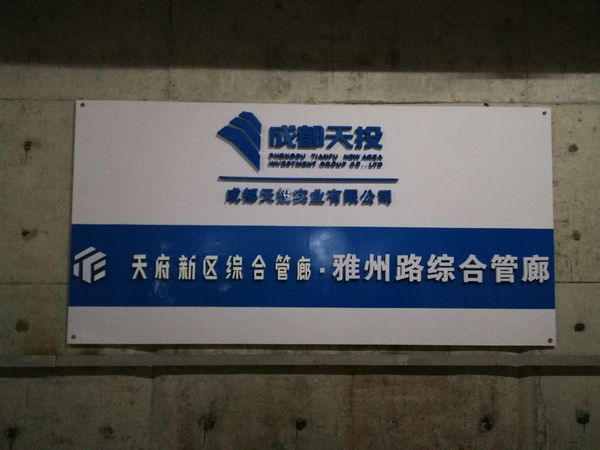 成都天投
CHENGDU TIANFU NEW AREA
INVESTMENT GROUP CO.,LTD
成都天投实业有限公司
天府新区综合管廊·雅州路综合管廊